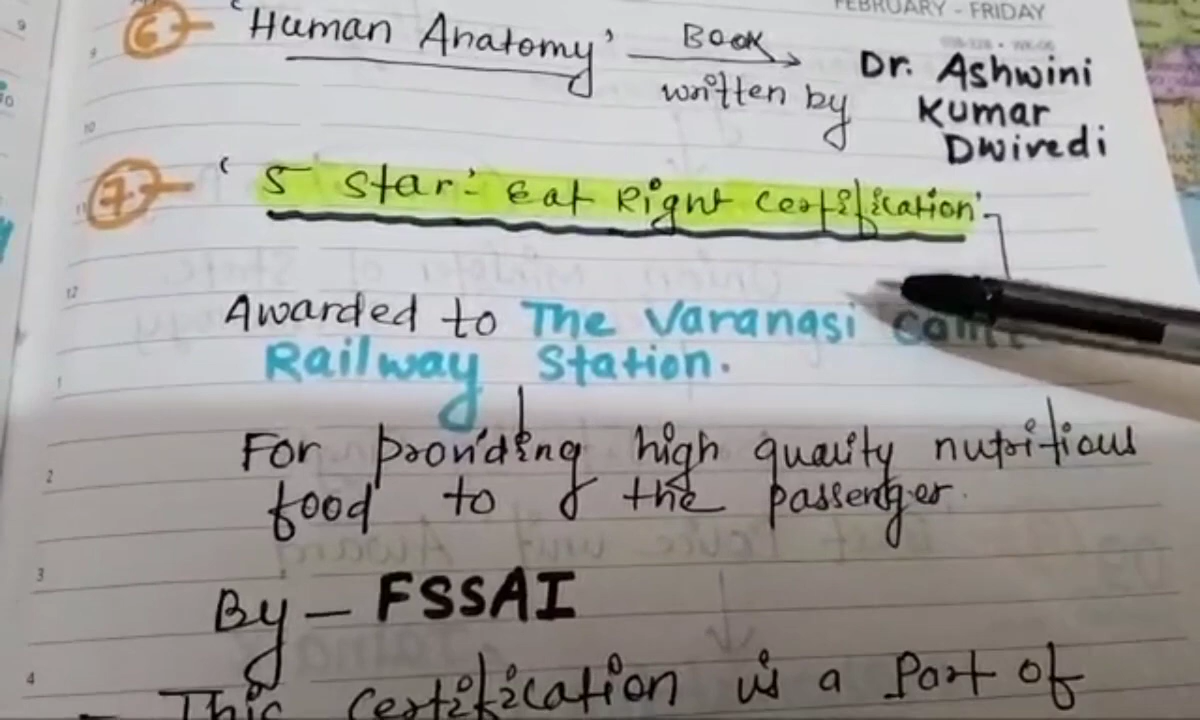 FEBRUARY - FRIDAY
6 'Human Anatomy' Book written by Dr. Ashwini Kumar Dwivedi
7 '5 Star' Eat Right Certification'
Awarded to The Varanasi
Railway Station.
For providing high quality nutritious
food to the passenger.
By - FSSAI
- This certification is a Part of